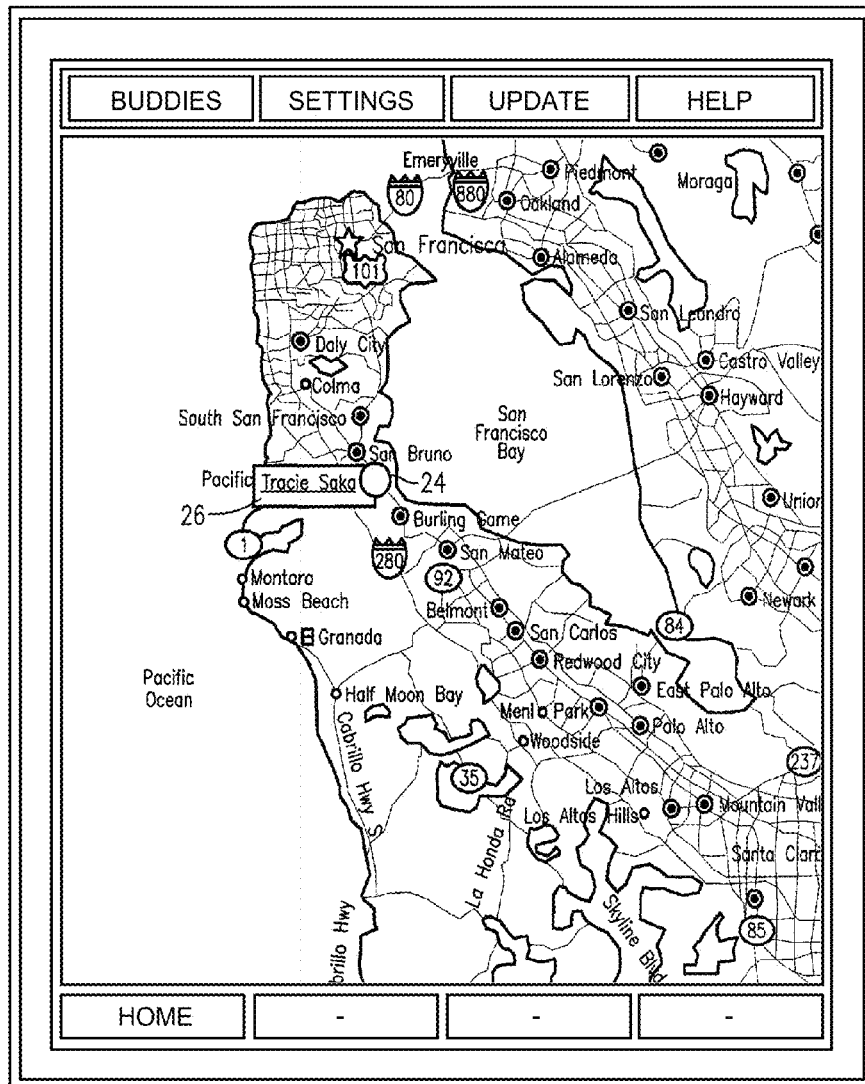 BUDDIES SETTINGS UPDATE HELP
Emeryville
80
880
Piedmont
Moraga
Oakland
San Francisco
101
Alameda
San Leandro
Daly City
Castro Valley
Colma
San Lorenzo
Hayward
South San Francisco
San
Francisco
Bay
San Bruno
Pacific
Tracie Saka
24
26
Union
Burling Game
1
280
San Mateo
92
Montara
Moss Beach
Belmont
Newark
San Carlos
84
Granada
Redwood City
Pacific
Ocean
East Palo Alto
Half Moon Bay
Menl Park
Palo Alto
Woodside
Cabrillo Hwy S
237
35
Los Altos
Mountain Vall
Los Altos Hills
La Honda Rd
Santa Clar
Skyline Blvd
85
brillo Hwy
HOME - - -